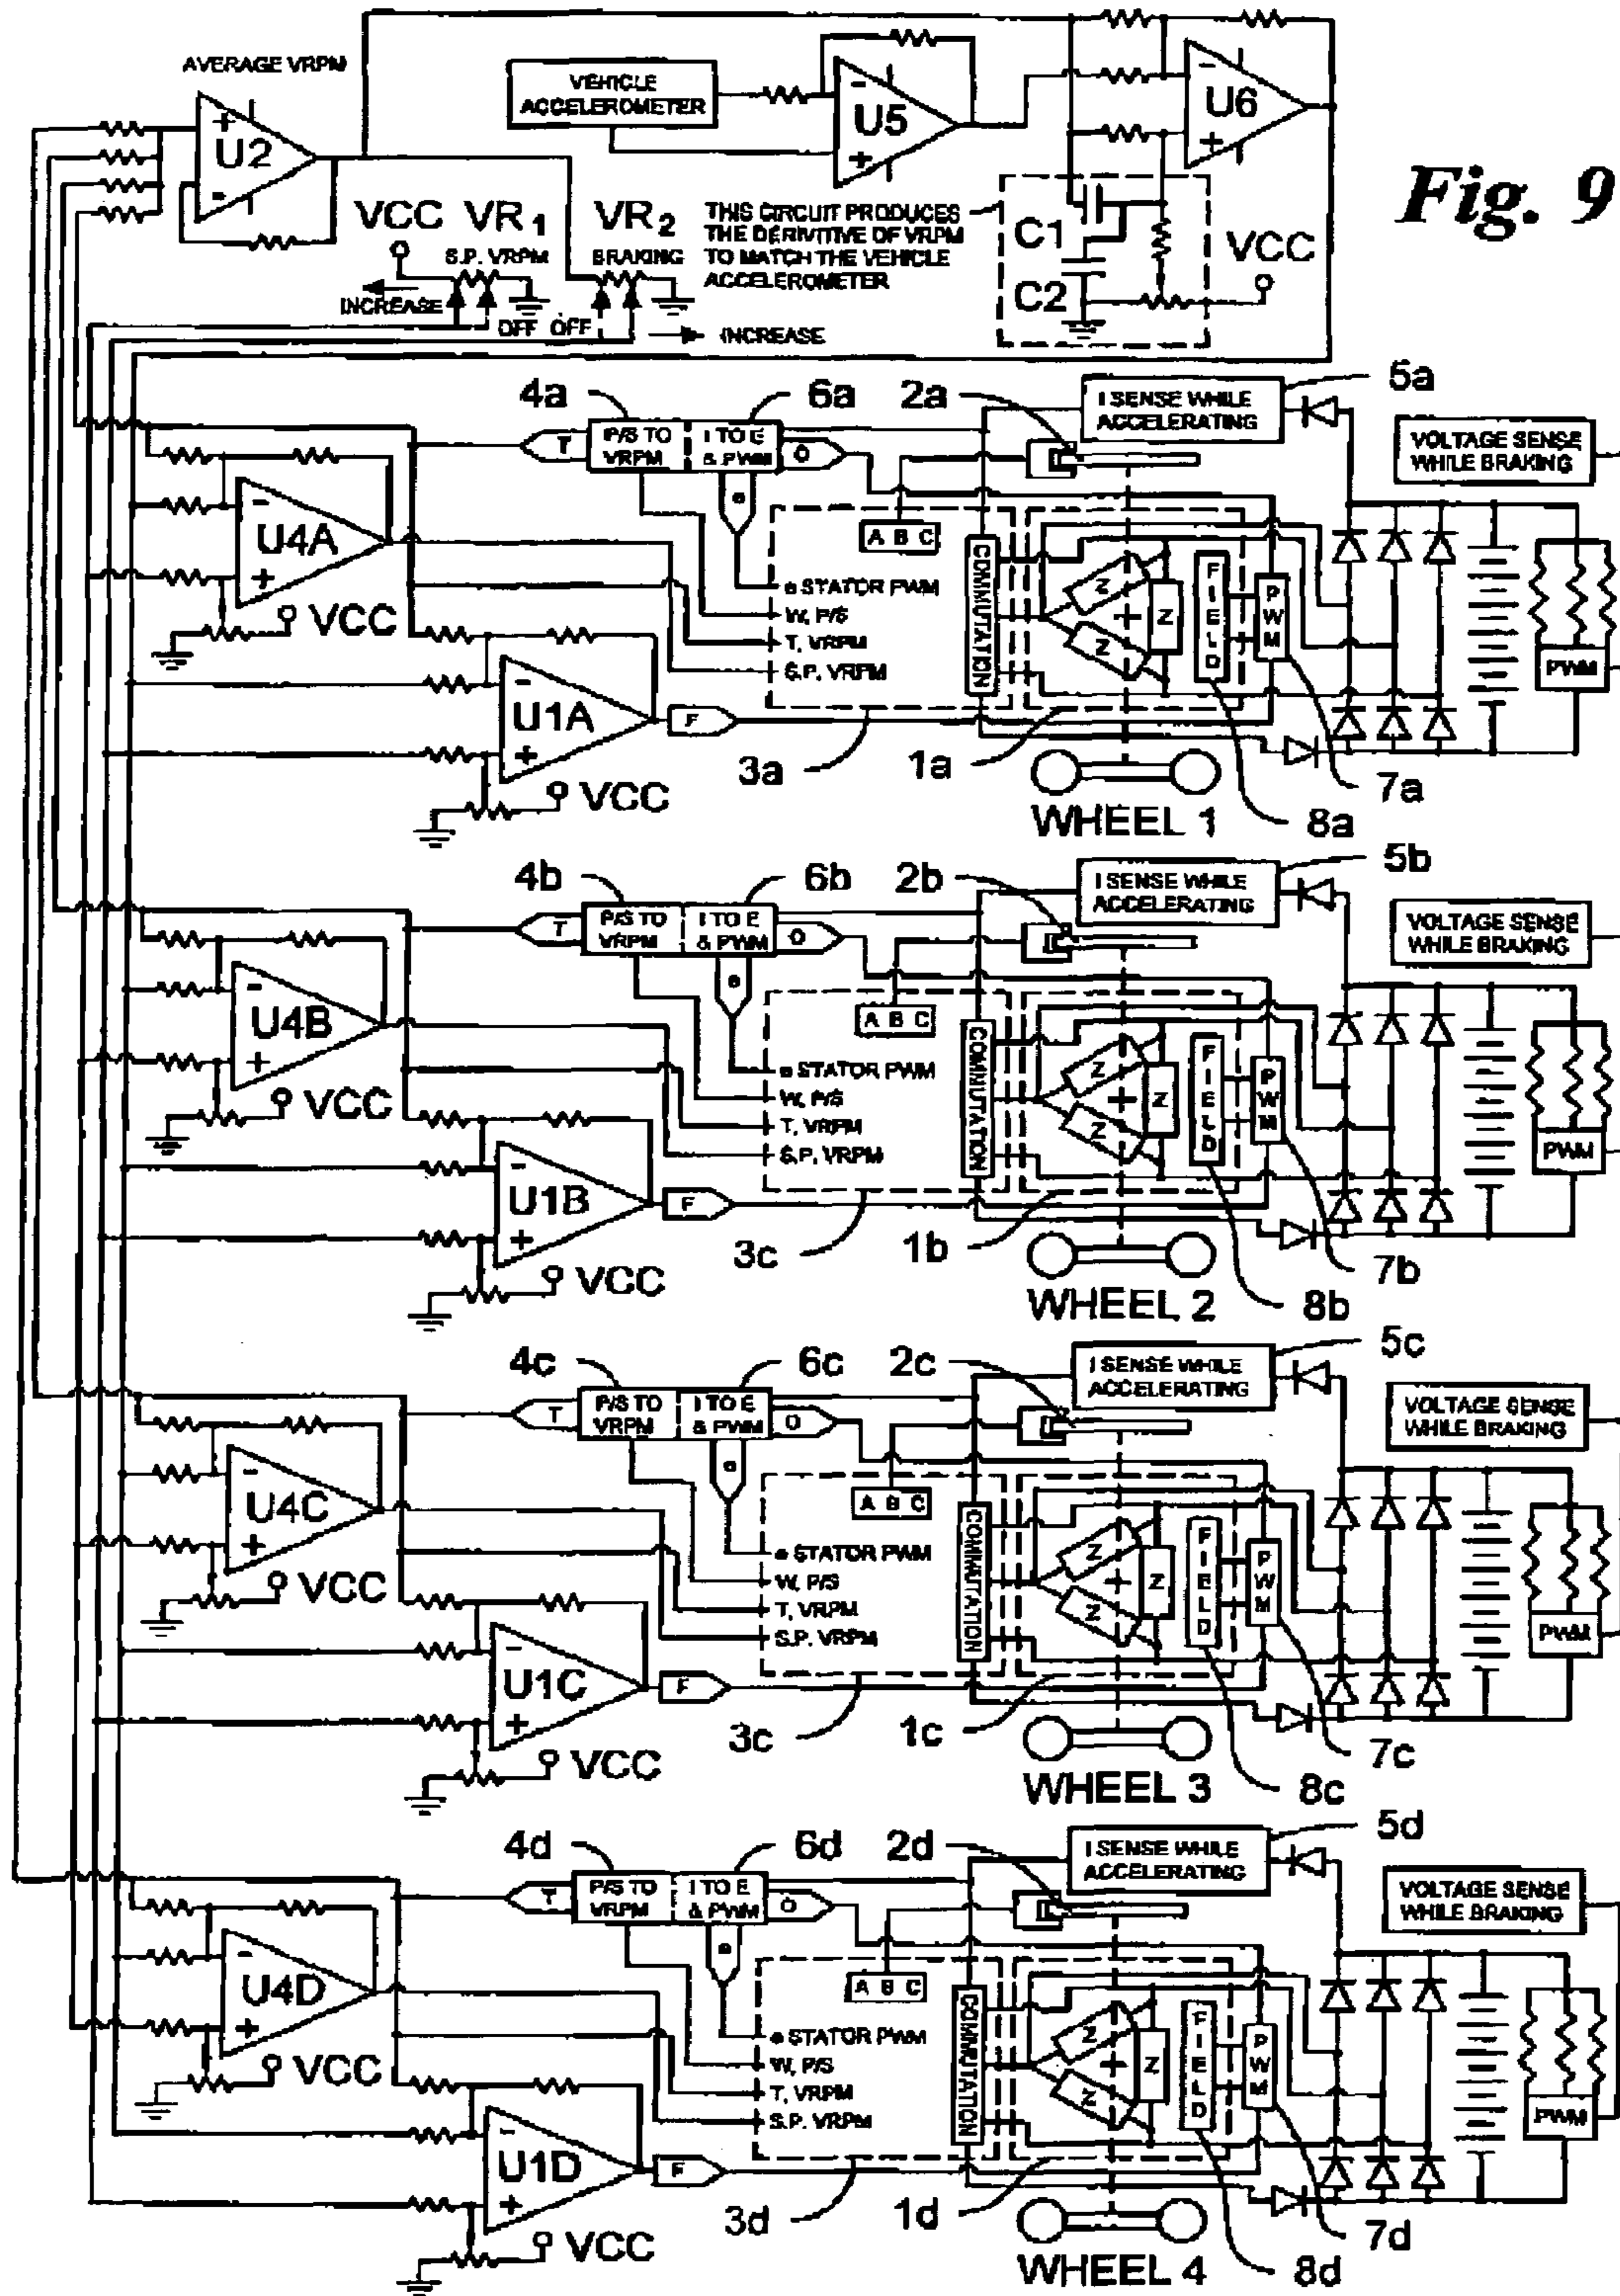 Fig. 9
AVERAGE VRPM
VEHICLE
ACCELEROMETER
U2
+
-
U5
-
+
U6
-
+
VCC VR1 VR2
S.P. VRPM BRAKING
INCREASE
OFF OFF
INCREASE
THIS CIRCUIT PRODUCES
THE DERIVITIVE OF VRPM
TO MATCH THE VEHICLE
ACCELEROMETER
C1
C2
VCC
4a 6a 2a 5a
T
P/S TO
VRPM
I TO E
& PWM
O
I SENSE WHILE
ACCELERATING
VOLTAGE SENSE
WHILE BRAKING
-
U4A
+
VCC
A B C
e STATOR PWM
W, P/S
T, VRPM
S.P. VRPM
COMMUTATION
Z
Z
Z
+
FIELD
PWM
PWM
-
U1A
+
F
VCC
3a 1a 7a
WHEEL 1 8a
4b 6b 2b 5b
T
P/S TO
VRPM
I TO E
& PWM
O
e
I SENSE WHILE
ACCELERATING
VOLTAGE SENSE
WHILE BRAKING
-
U4B
+
VCC
A B C
e STATOR PWM
W, P/S
T, VRPM
S.P. VRPM
COMMUTATION
Z
Z
Z
+
FIELD
PWM
PWM
-
U1B
+
F
VCC
3c 1b 7b
WHEEL 2 8b
4c 6c 2c 5c
T
P/S TO
VRPM
I TO E
& PWM
O
I SENSE WHILE
ACCELERATING
VOLTAGE SENSE
WHILE BRAKING
-
U4C
+
VCC
A B C
e STATOR PWM
W, P/S
T, VRPM
S.P. VRPM
COMMUTATION
Z
Z
Z
+
FIELD
PWM
PWM
-
U1C
+
F
VCC
3c 1c 7c
WHEEL 3 8c
4d 6d 2d 5d
T
P/S TO
VRPM
I TO E
& PWM
O
I SENSE WHILE
ACCELERATING
VOLTAGE SENSE
WHILE BRAKING
-
U4D
+
VCC
A B C
e STATOR PWM
W, P/S
T, VRPM
S.P. VRPM
COMMUTATION
Z
Z
Z
+
FIELD
PWM
PWM
-
U1D
+
F
VCC
3d 1d 7d
WHEEL 4 8d